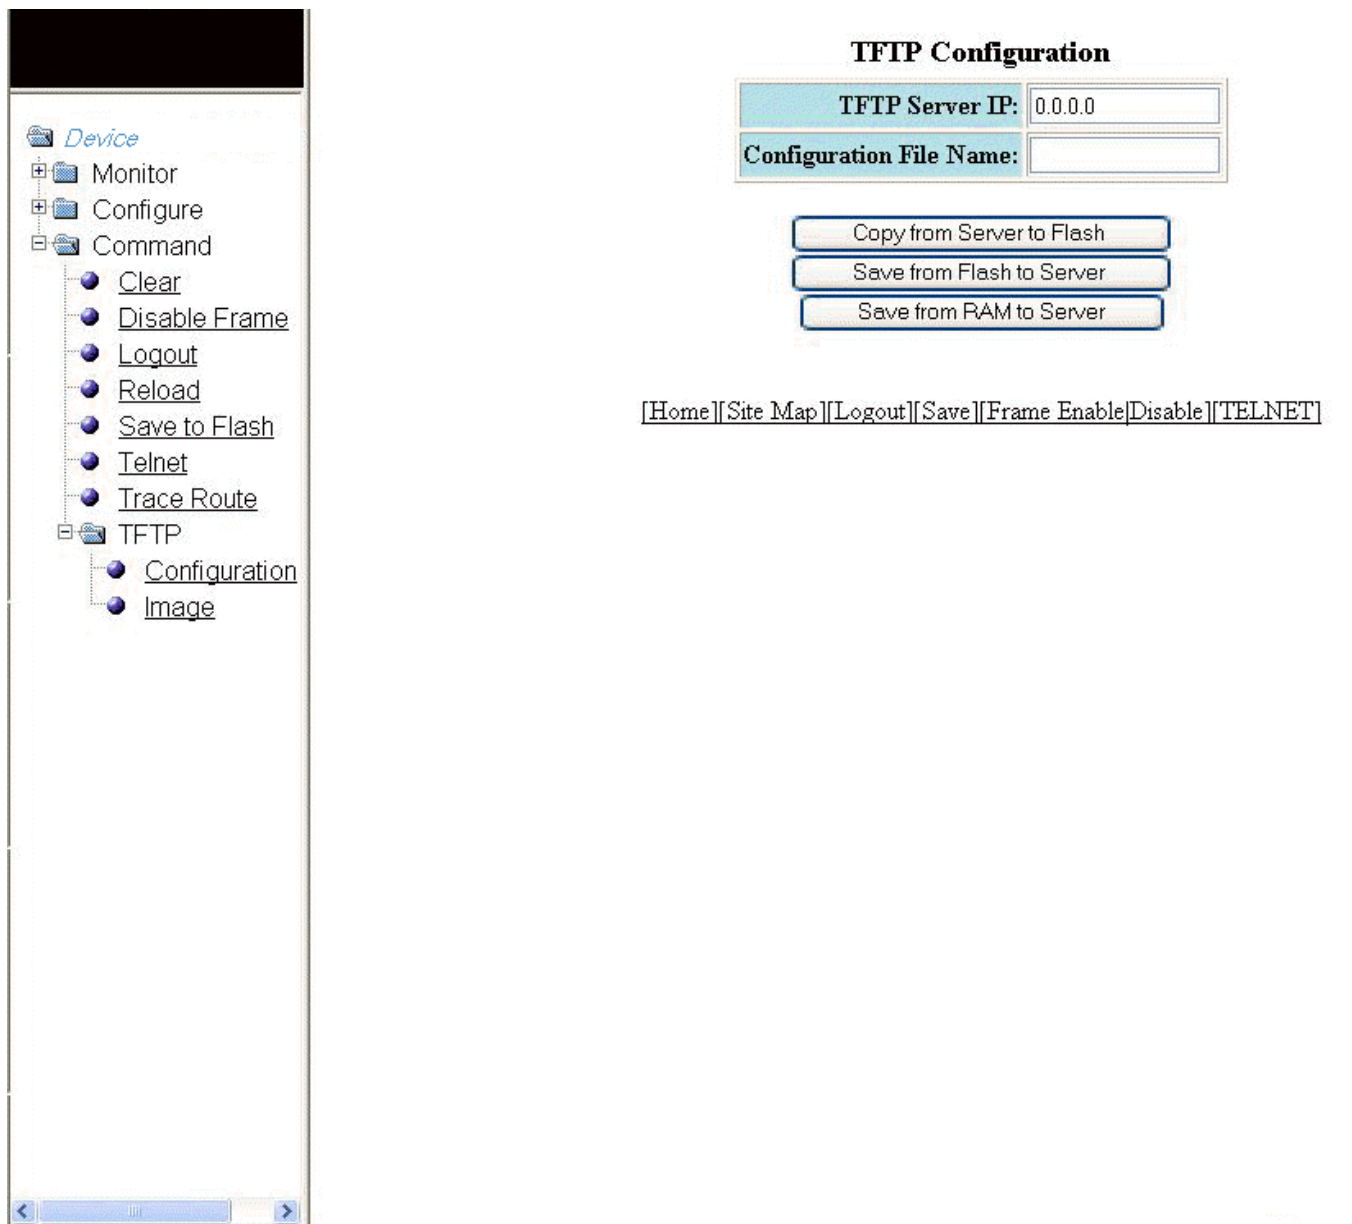 Device
Monitor
Configure
Command
Clear
Disable Frame
Logout
Reload
Save to Flash
Telnet
Trace Route
TFTP
Configuration
Image
TFTP Configuration
TFTP Server IP: 0.0.0.0
Configuration File Name:
Copy from Server to Flash
Save from Flash to Server
Save from RAM to Server
[Home][Site Map][Logout][Save][Frame Enable|Disable][TELNET]